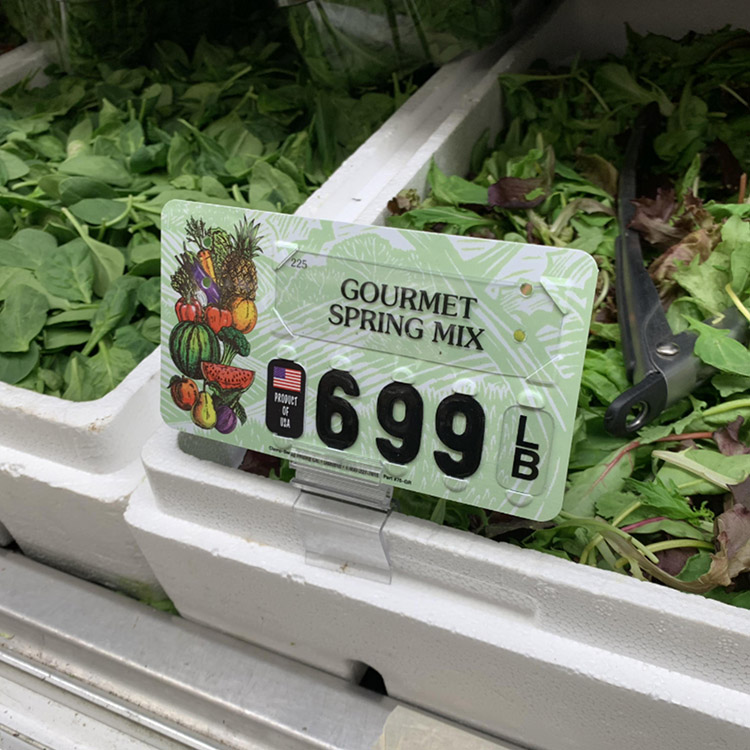 225
GOURMET
SPRING MIX
PRODUCT
OF
USA
699
LB